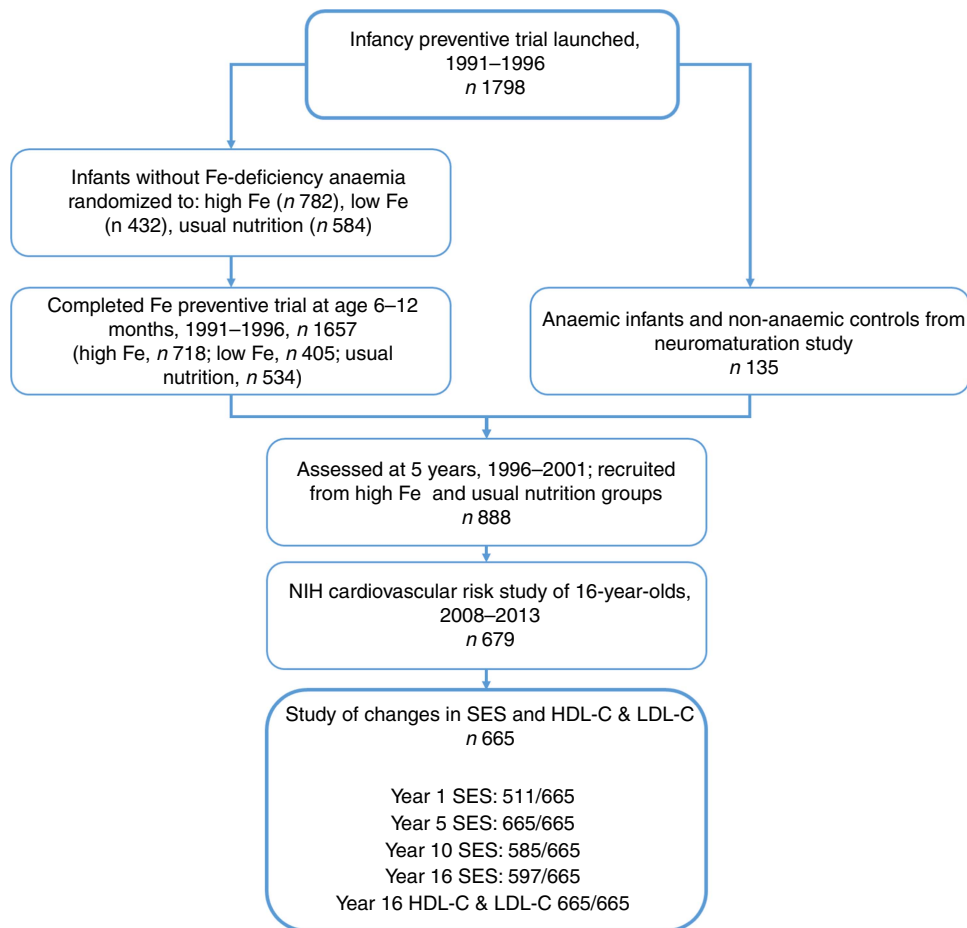 Infancy preventive trial launched,
1991–1996
n 1798
Infants without Fe-deficiency anaemia
randomized to: high Fe (n 782), low Fe
(n 432), usual nutrition (n 584)
Completed Fe preventive trial at age 6–12
months, 1991–1996, n 1657
(high Fe, n 718; low Fe, n 405; usual
nutrition, n 534)
Anaemic infants and non-anaemic controls from
neuromaturation study
n 135
Assessed at 5 years, 1996–2001; recruited
from high Fe and usual nutrition groups
n 888
NIH cardiovascular risk study of 16-year-olds,
2008–2013
n 679
Study of changes in SES and HDL-C & LDL-C
n 665
Year 1 SES: 511/665
Year 5 SES: 665/665
Year 10 SES: 585/665
Year 16 SES: 597/665
Year 16 HDL-C & LDL-C 665/665